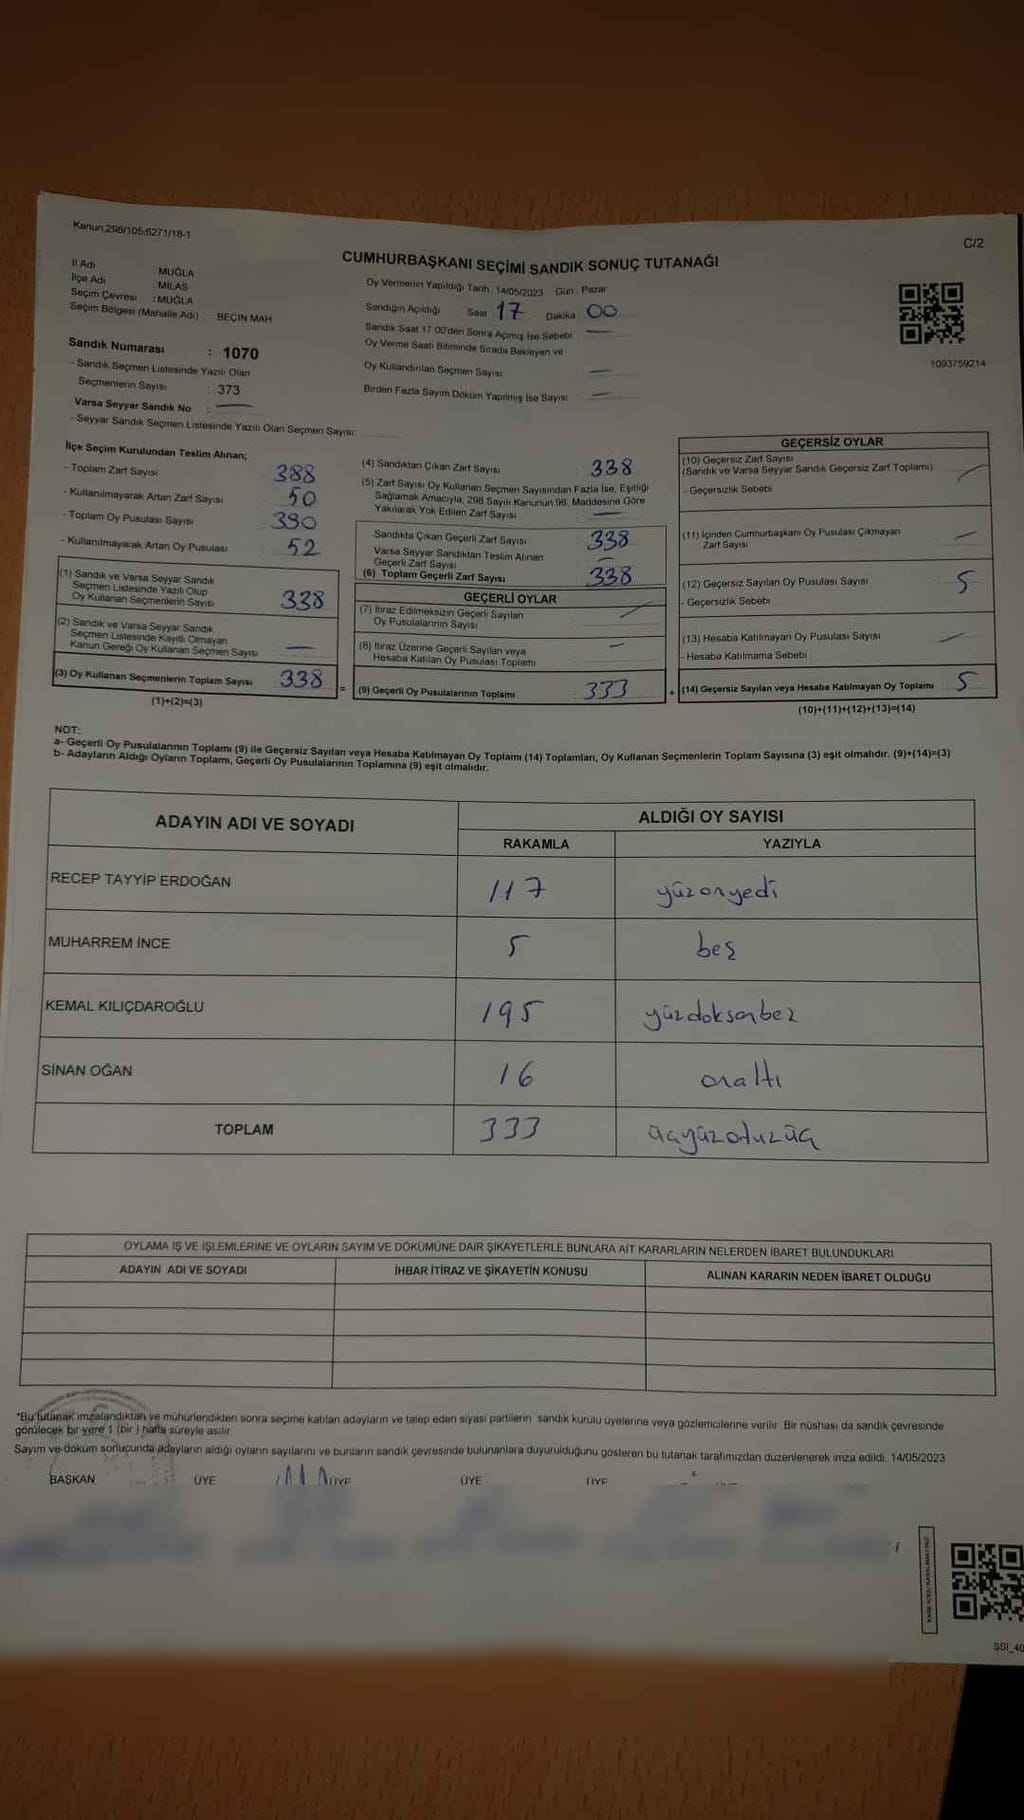 Kanun;298/105;6271/18-1
C/2
CUMHURBAŞKANI SEÇİMİ SANDIK SONUÇ TUTANAĞI
İl Adı MUĞLA
İlçe Adı MİLAS
Seçim Çevresi : MUĞLA
Seçim Bölgesi (Mahalle Adı) BEÇİN MAH
Sandık Numarası : 1070
- Sandık Seçmen Listesinde Yazılı Olan
Seçmenlerin Sayısı : 373
Varsa Seyyar Sandık No :
- Seyyar Sandık Seçmen Listesinde Yazılı Olan Seçmen Sayısı:
Oy Vermenin Yapıldığı Tarih : 14/05/2023 Gün : Pazar
Sandığın Açıldığı Saat 17 Dakika 00
Sandık Saat 17:00'den Sonra Açılmış İse Sebebi
Oy Verme Saati Bitiminde Sırada Bekleyen ve
Oy Kullandırılan Seçmen Sayısı
Birden Fazla Sayım Döküm Yapılmış İse Sayısı
1093759214
İlçe Seçim Kurulundan Teslim Alınan;
- Toplam Zarf Sayısı 388
- Kullanılmayarak Artan Zarf Sayısı 50
- Toplam Oy Pusulası Sayısı 390
- Kullanılmayarak Artan Oy Pusulası 52
(1) Sandık ve Varsa Seyyar Sandık
Seçmen Listesinde Yazılı Olup
Oy Kullanan Seçmenlerin Sayısı 338
(2) Sandık ve Varsa Seyyar Sandık
Seçmen Listesinde Kayıtlı Olmayan
Kanun Gereği Oy Kullanan Seçmen Sayısı
(3) Oy Kullanan Seçmenlerin Toplam Sayısı 338
(1)+(2)=(3)
(4) Sandıktan Çıkan Zarf Sayısı 338
(5) Zarf Sayısı Oy Kullanan Seçmen Sayısından Fazla İse, Eşitliği
Sağlamak Amacıyla, 298 Sayılı Kanunun 98. Maddesine Göre
Yakılarak Yok Edilen Zarf Sayısı
Sandıkta Çıkan Geçerli Zarf Sayısı 338
Varsa Seyyar Sandıktan Teslim Alınan
Geçerli Zarf Sayısı
(6) Toplam Geçerli Zarf Sayısı 338
GEÇERLİ OYLAR
(7) İtiraz Edilmeksizin Geçerli Sayılan
Oy Pusulalarının Sayısı
(8) İtiraz Üzerine Geçerli Sayılan veya
Hesaba Katılan Oy Pusulası Toplamı
= (9) Geçerli Oy Pusulalarının Toplamı 333
GEÇERSİZ OYLAR
(10) Geçersiz Zarf Sayısı
(Sandık ve Varsa Seyyar Sandık Geçersiz Zarf Toplamı)
- Geçersizlik Sebebi
(11) İçinden Cumhurbaşkanı Oy Pusulası Çıkmayan
Zarf Sayısı
(12) Geçersiz Sayılan Oy Pusulası Sayısı 5
- Geçersizlik Sebebi
(13) Hesaba Katılmayan Oy Pusulası Sayısı
- Hesaba Katılmama Sebebi
+ (14) Geçersiz Sayılan veya Hesaba Katılmayan Oy Toplamı 5
(10)+(11)+(12)+(13)=(14)
NOT:
a- Geçerli Oy Pusulalarının Toplamı (9) ile Geçersiz Sayılan veya Hesaba Katılmayan Oy Toplamı (14) Toplamları, Oy Kullanan Seçmenlerin Toplam Sayısına (3) eşit olmalıdır. (9)+(14)=(3)
b- Adayların Aldığı Oyların Toplamı, Geçerli Oy Pusulalarının Toplamına (9) eşit olmalıdır.
ADAYIN ADI VE SOYADI ALDIĞI OY SAYISI
RAKAMLA YAZIYLA
RECEP TAYYİP ERDOĞAN 117 yüzonyedi
MUHARREM İNCE 5 beş
KEMAL KILIÇDAROĞLU 195 yüzdoksanbeş
SİNAN OĞAN 16 onaltı
TOPLAM 333 üçyüzotuzüç
OYLAMA İŞ VE İŞLEMLERİNE VE OYLARIN SAYIM VE DÖKÜMÜNE DAİR ŞİKAYETLERLE BUNLARA AİT KARARLARIN NELERDEN İBARET BULUNDUKLARI
ADAYIN ADI VE SOYADI İHBAR İTİRAZ VE ŞİKAYETİN KONUSU ALINAN KARARIN NEDEN İBARET OLDUĞU
*Bu tutanak imzalandıktan ve mühürlendikten sonra seçime katılan adayların ve talep eden siyasi partilerin sandık kurulu üyelerine veya gözlemcilerine verilir. Bir nüshası da sandık çevresinde
görülecek bir yere 1 (bir) hafta süreyle asılır.
Sayım ve döküm sonucunda adayların aldığı oyların sayılarını ve bunların sandık çevresinde bulunanlara duyurulduğunu gösteren bu tutanak tarafımızdan düzenlenerek imza edildi. 14/05/2023
BAŞKAN ÜYE ÜYE ÜYE ÜYE ÜYE
SSI_40